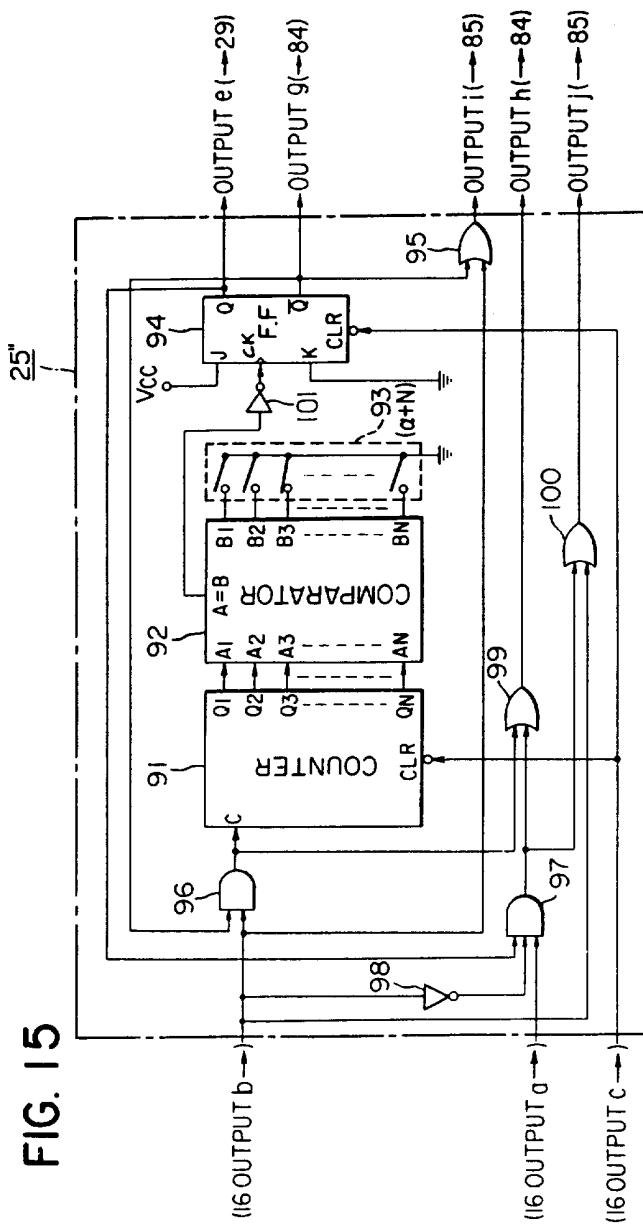 FIG. 15
25"
(16 OUTPUT b→)
(16 OUTPUT a→)
(16 OUTPUT c→)
96
98
97
91
C
COUNTER
CLR
Q1
Q2
Q3
QN
99
100
92
A=B
A1
A2
A3
AN
COMPARATOR
B1
B2
B3
BN
93
(α+N)
101
VCC
94
J
CK
K
F.F
Q
Q̅
CLR
95
OUTPUT e(→29)
OUTPUT g(→84)
OUTPUT i(→85)
OUTPUT h(→84)
OUTPUT j(→85)